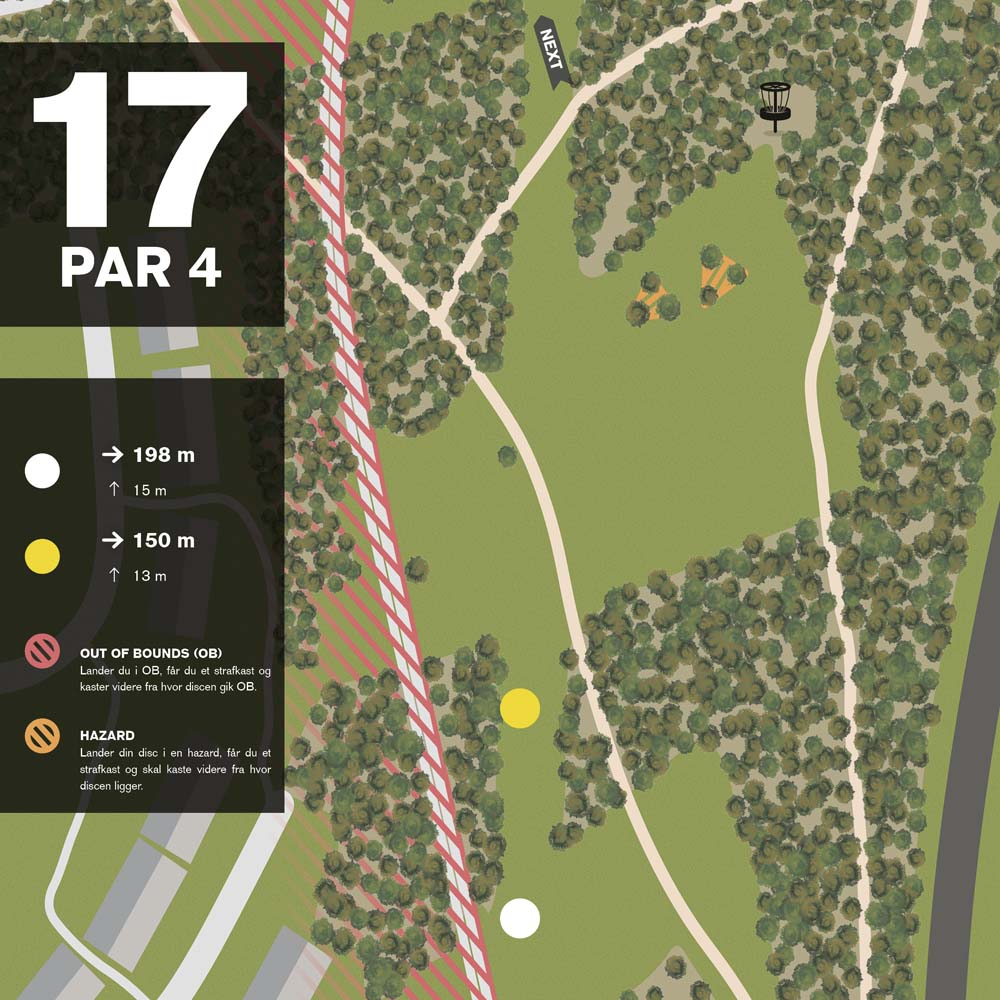 17
PAR 4
NEXT
→ 198 m
↑ 15 m
→ 150 m
↑ 13 m
OUT OF BOUNDS (OB)
Lander du i OB, får du et strafkast og
kaster videre fra hvor discen gik OB.
HAZARD
Lander din disc i en hazard, får du et
strafkast og skal kaste videre fra hvor
discen ligger.